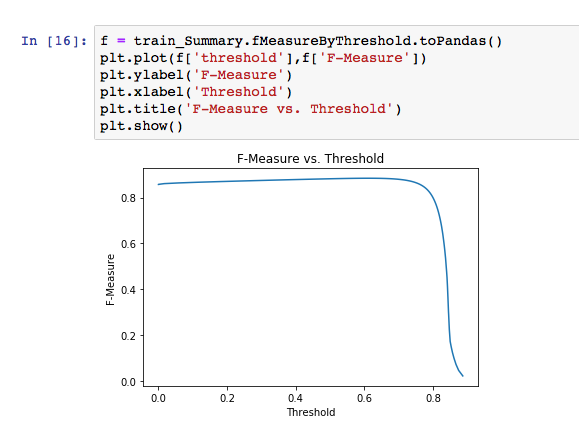 In [16]: f = train_Summary.fMeasureByThreshold.toPandas()
plt.plot(f['threshold'],f['F-Measure'])
plt.ylabel('F-Measure')
plt.xlabel('Threshold')
plt.title('F-Measure vs. Threshold')
plt.show()
F-Measure vs. Threshold
0.8
0.6
F-Measure
0.4
0.2
0.0
0.0 0.2 0.4 0.6 0.8
Threshold